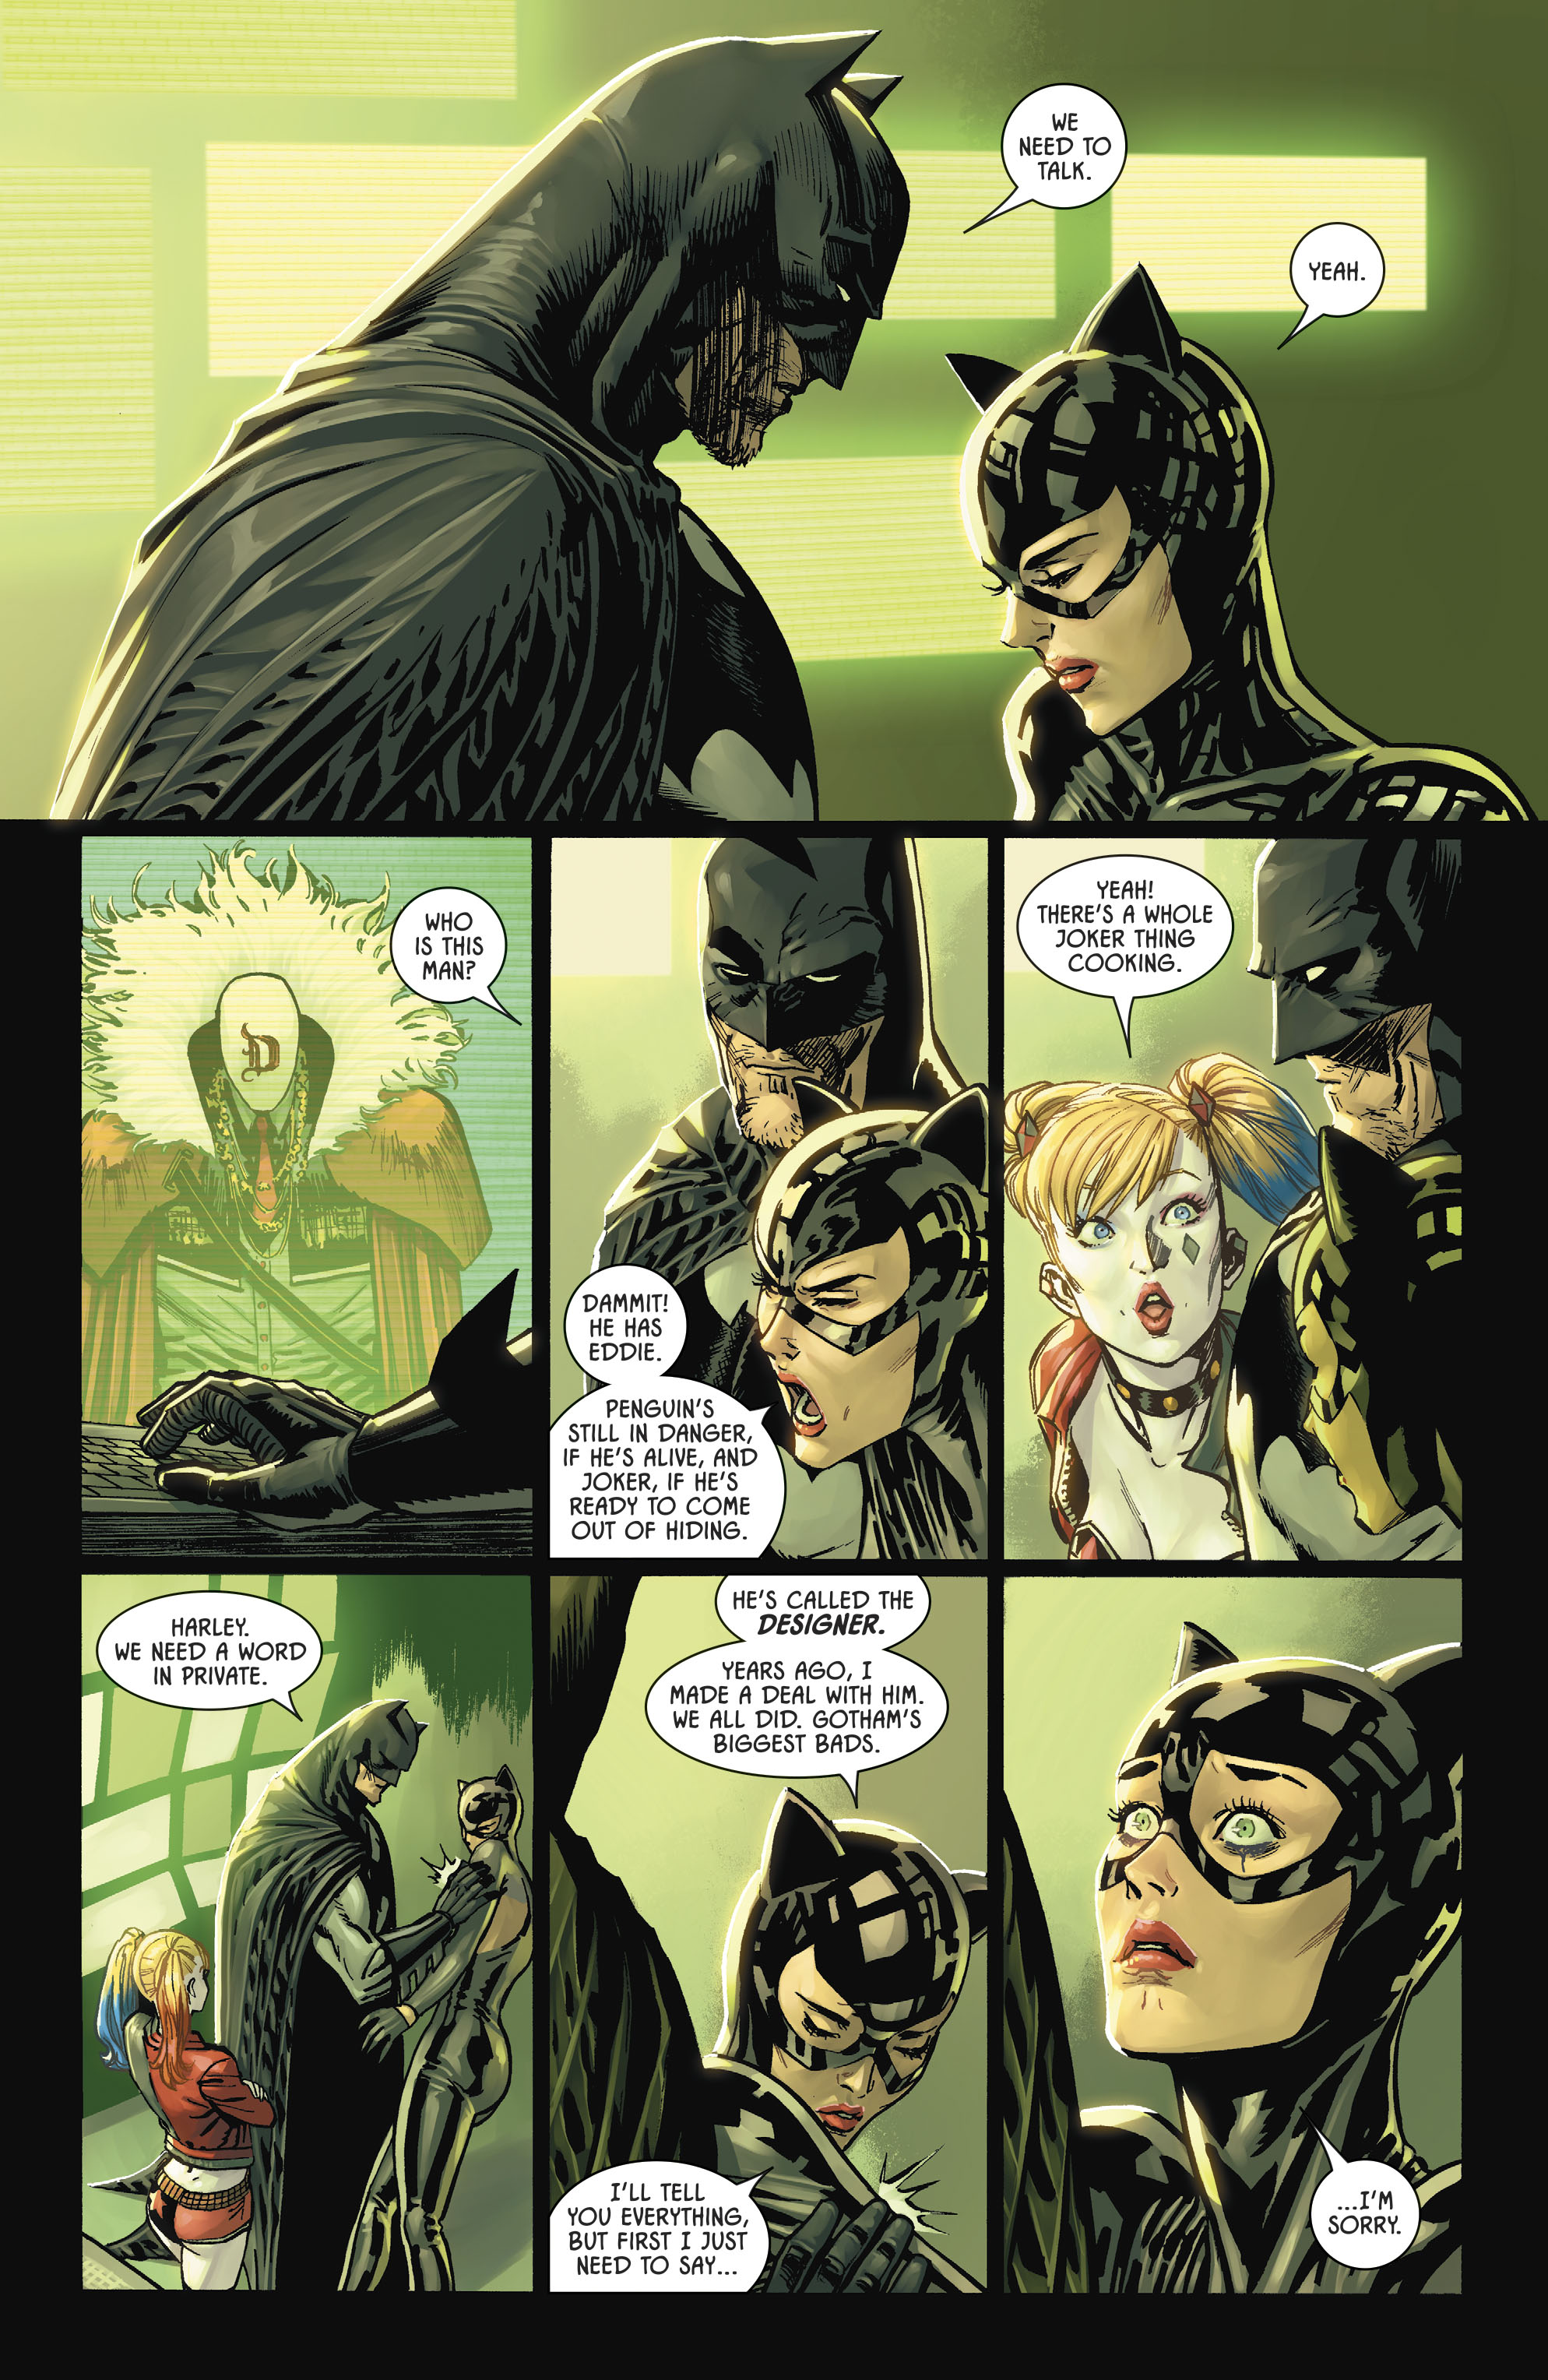 WE
NEED TO
TALK.
YEAH.
WHO
IS THIS
MAN?
D
DAMMIT!
HE HAS
EDDIE.
PENGUIN'S
STILL IN DANGER,
IF HE'S ALIVE, AND
JOKER, IF HE'S
READY TO COME
OUT OF HIDING.
YEAH!
THERE'S A WHOLE
JOKER THING
COOKING.
HARLEY.
WE NEED A WORD
IN PRIVATE.
HE'S CALLED THE
DESIGNER.
YEARS AGO, I
MADE A DEAL WITH HIM.
WE ALL DID. GOTHAM'S
BIGGEST BADS.
I'LL TELL
YOU EVERYTHING,
BUT FIRST I JUST
NEED TO SAY...
...I'M
SORRY.